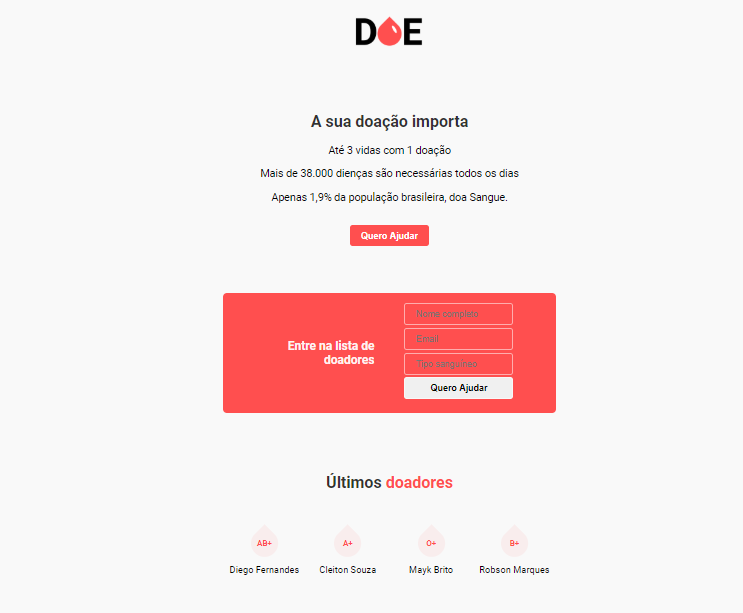 DOE
A sua doação importa
Até 3 vidas com 1 doação
Mais de 38.000 dienças são necessárias todos os dias
Apenas 1,9% da população brasileira, doa Sangue.
Quero Ajudar
Entre na lista de
doadores
Nome completo
Email
Tipo sanguíneo
Quero Ajudar
Últimos doadores
AB+
A+
O+
B+
Diego Fernandes
Cleiton Souza
Mayk Brito
Robson Marques